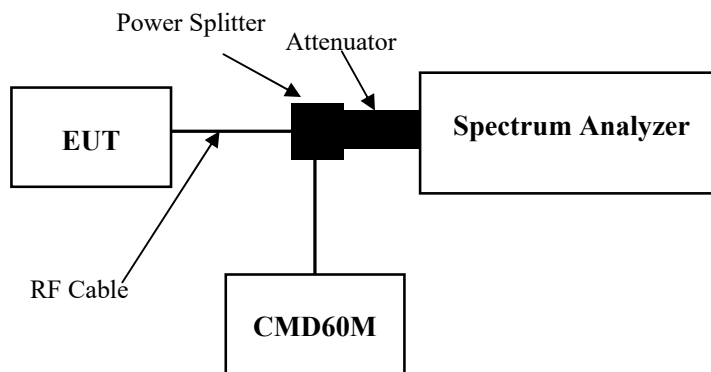 Power Splitter
Attenuator
EUT
Spectrum Analyzer
RF Cable
CMD60M